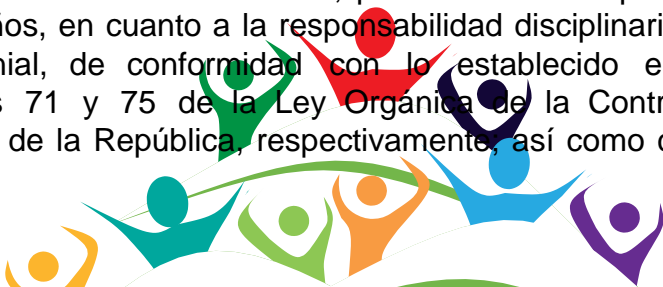 ños, en cuanto a la responsabilidad disciplinari
nial, de conformidad con lo establecido e
s 71 y 75 de la Ley Orgánica de la Contr
de la República, respectivamente; así como